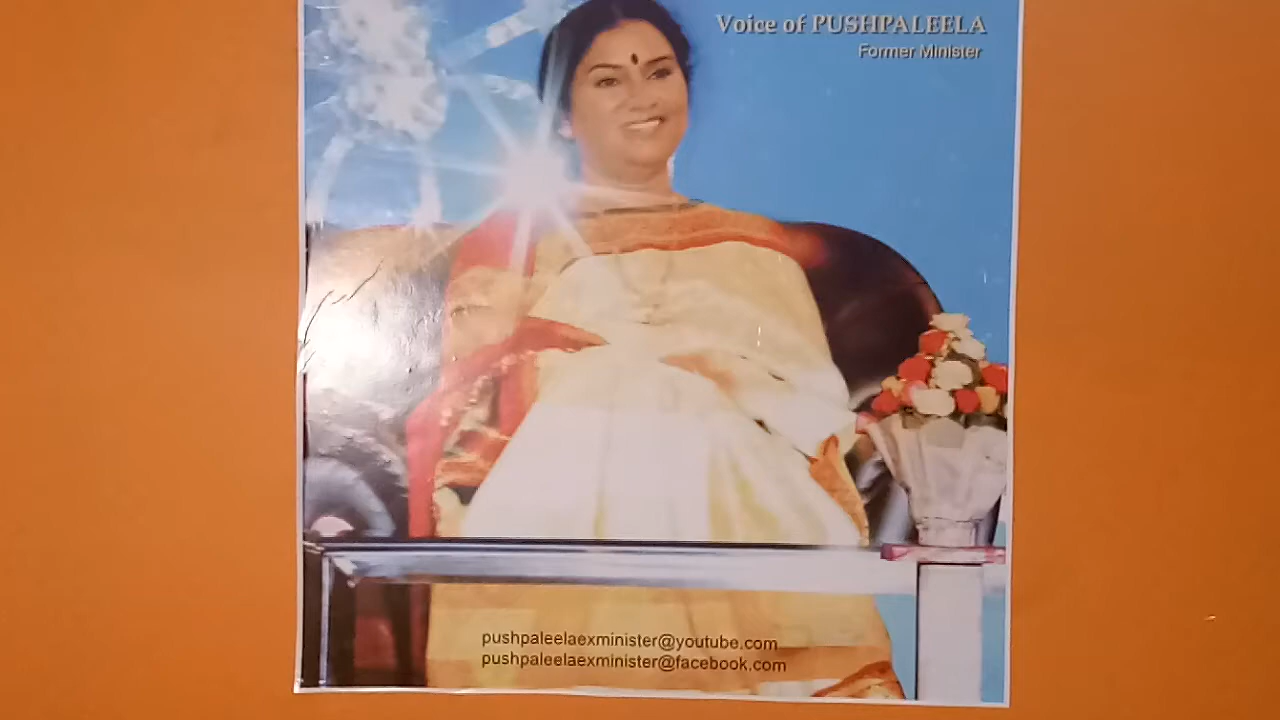 Voice of PUSHPALEELA
Former Minister
pushpaleelaexminister@youtube.com
pushpaleelaexminister@facebook.com